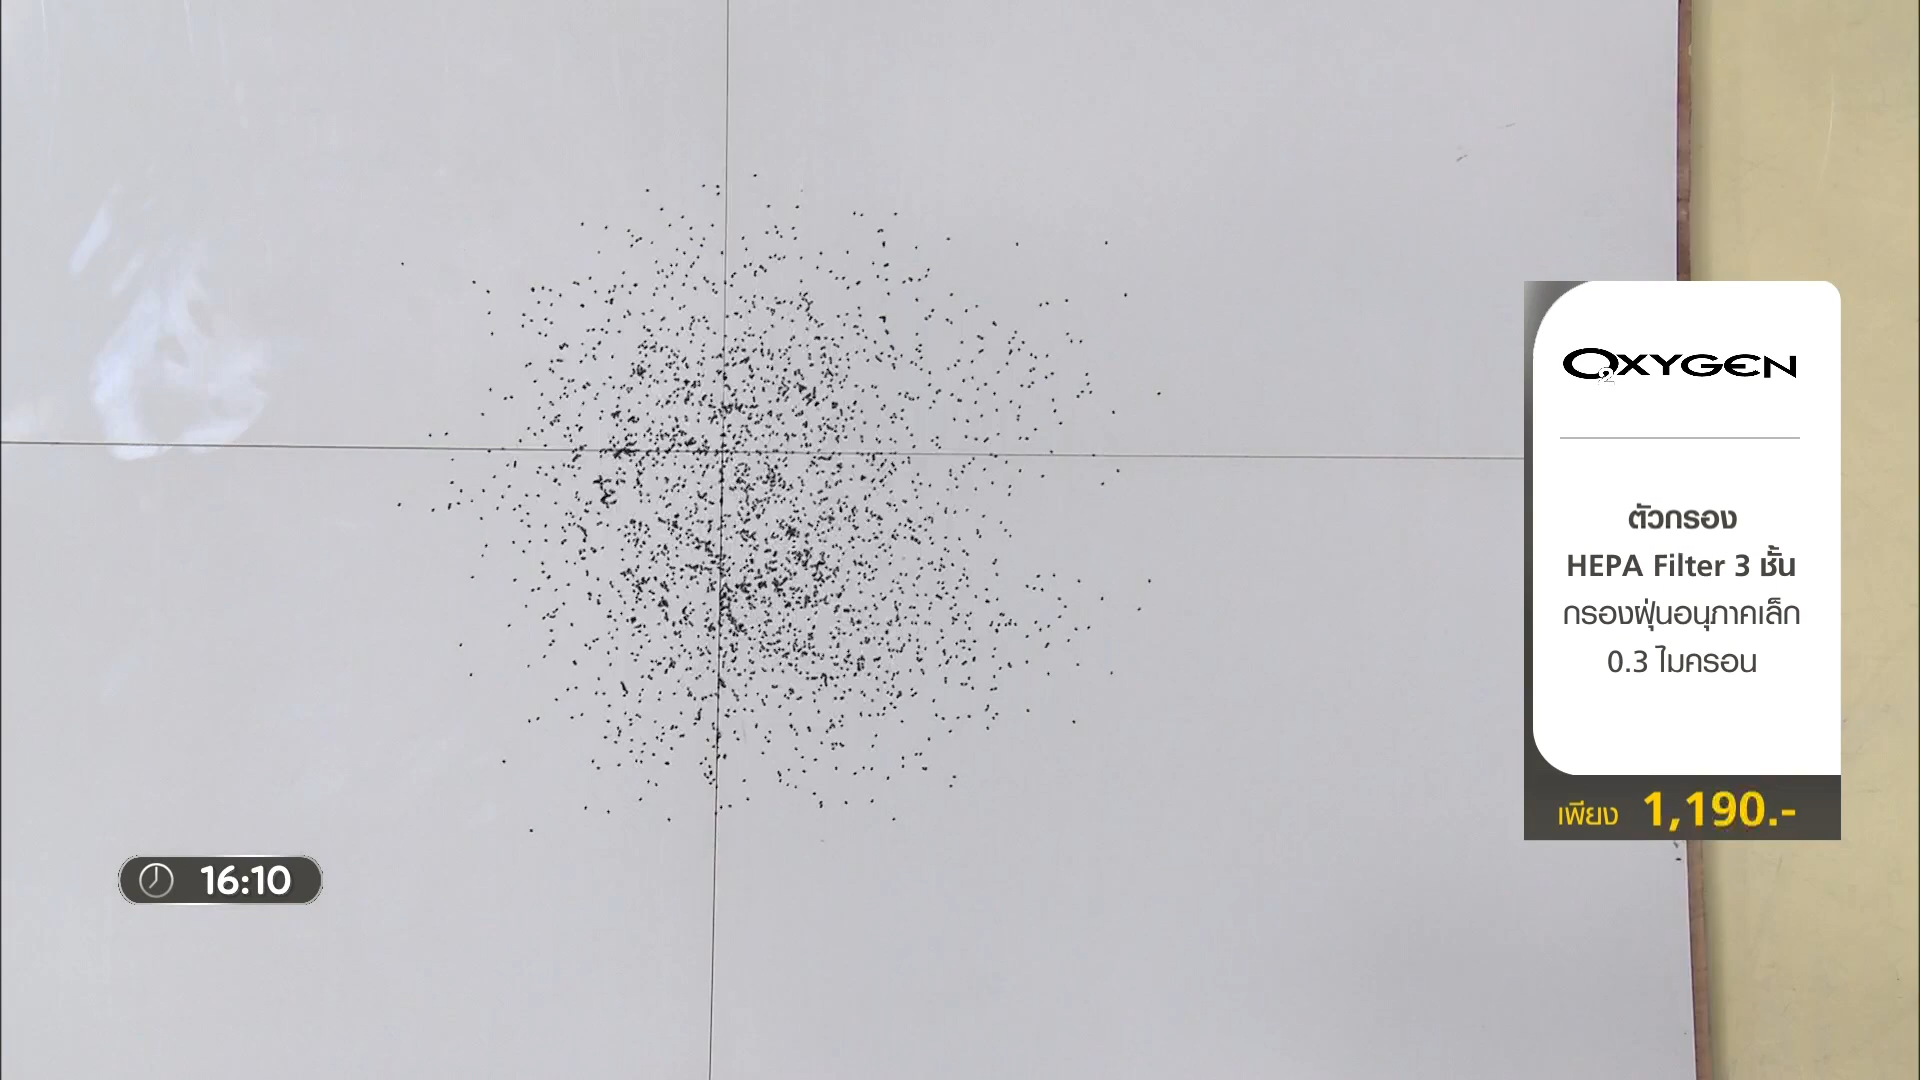 O2XYGEN
ตัวกรอง
HEPA Filter 3 ชั้น
กรองฝุ่นอนุภาคเล็ก
0.3 ไมครอน
เพียง 1,190.-
16:10